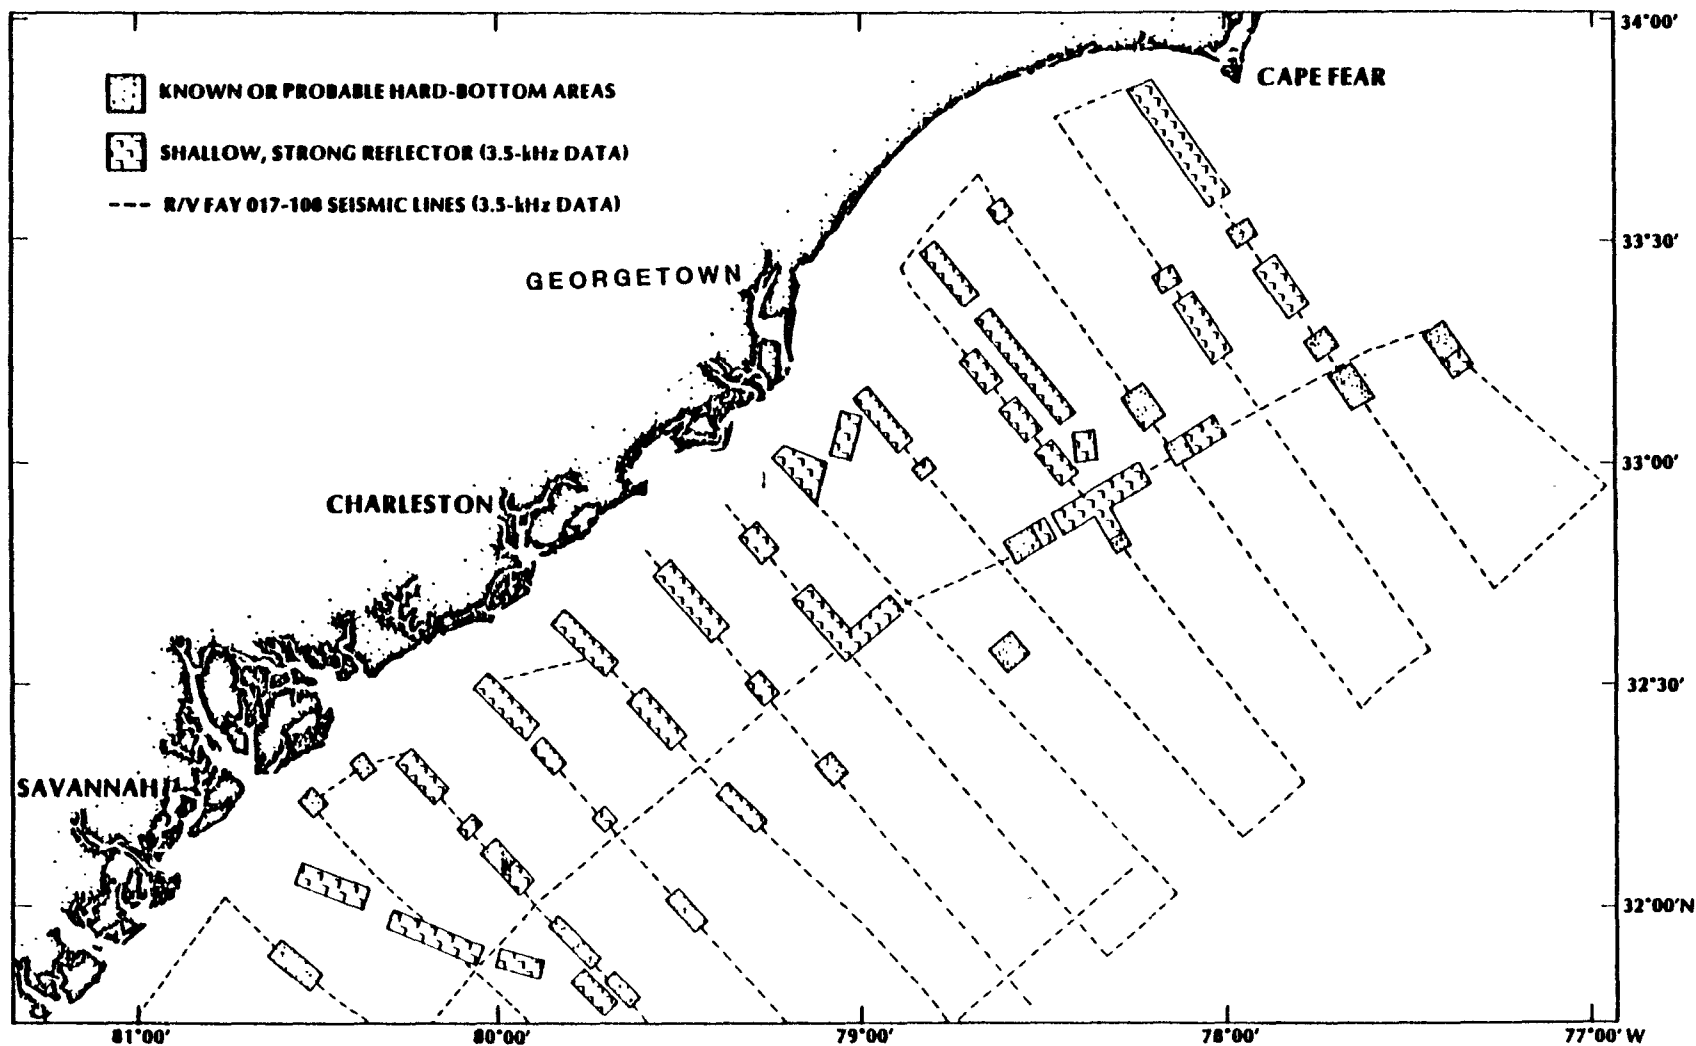 34°00'
CAPE FEAR
KNOWN OR PROBABLE HARD-BOTTOM AREAS
SHALLOW, STRONG REFLECTOR (3.5-kHz DATA)
R/V FAY 017-108 SEISMIC LINES (3.5-kHz DATA)
33°30'
GEORGETOWN
33°00'
CHARLESTON
32°30'
SAVANNAH
32°00'N
81°00'
80°00'
79°00'
78°00'
77°00'W